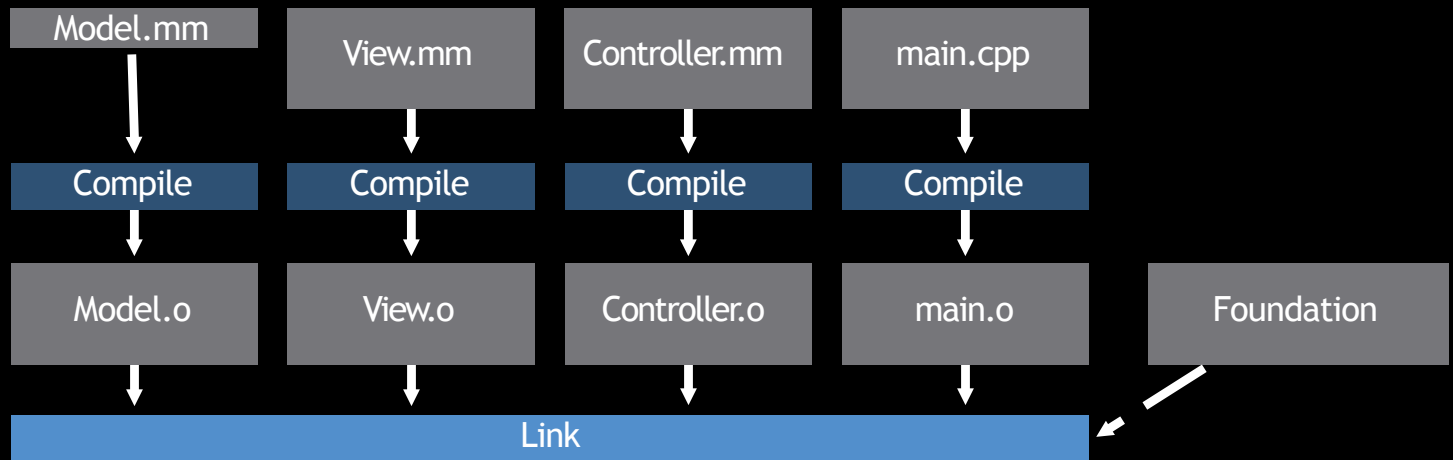 Model.mm
View.mm
Controller.mm
main.cpp
Compile
Compile
Compile
Compile
Model.o
View.o
Controller.o
main.o
Foundation
Link